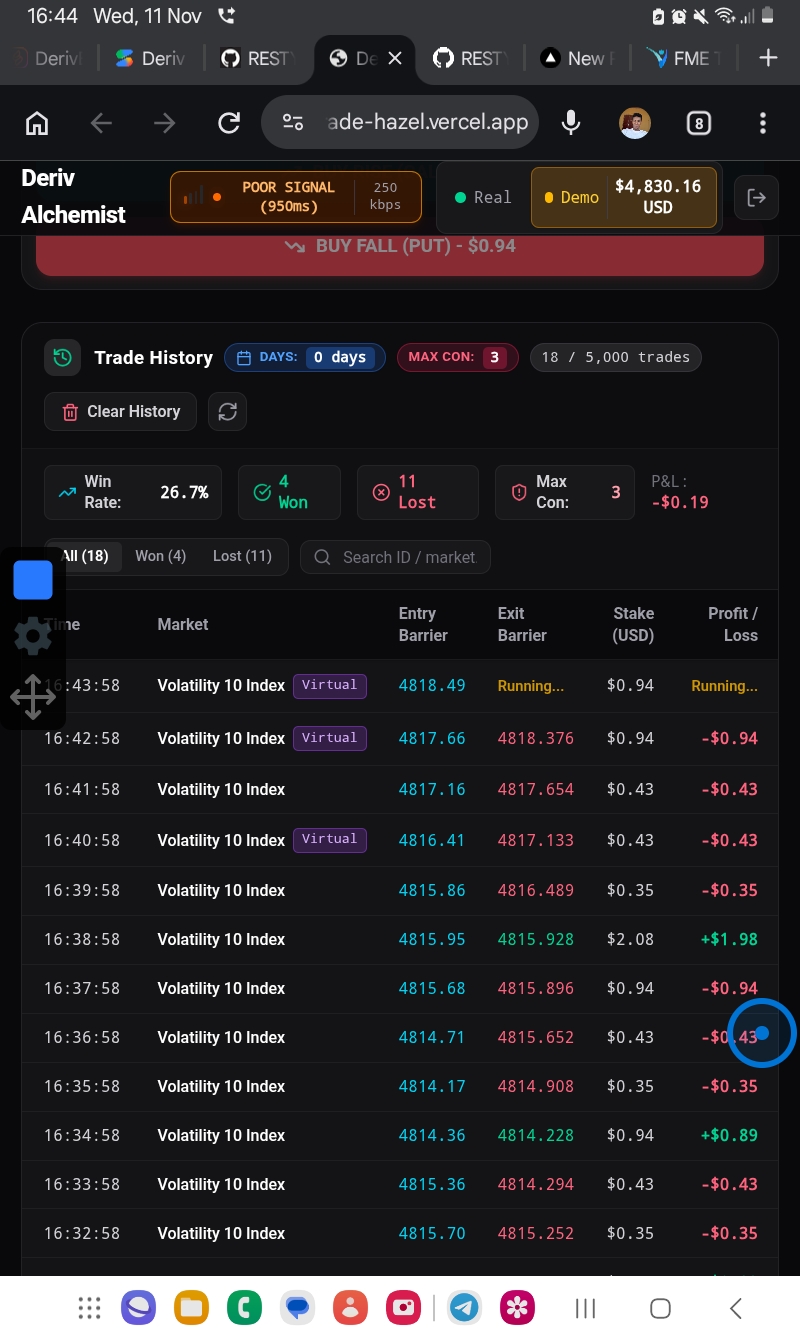 16:44 Wed, 11 Nov
Deriv Deriv REST De REST New FME T
ade-hazel.vercel.app 8
Deriv
Alchemist
POOR SIGNAL
(950ms)
250
kbps
Real
Demo
$4,830.16
USD
BUY FALL (PUT) - $0.94
Trade History DAYS: 0 days MAX CON: 3 18 / 5,000 trades
Clear History
Win
Rate: 26.7%
4
Won
11
Lost
Max
Con: 3
P&L:
-$0.19
All (18) Won (4) Lost (11) Search ID / market
Time Market Entry Barrier Exit Barrier Stake (USD) Profit / Loss
16:43:58 Volatility 10 Index Virtual 4818.49 Running... $0.94 Running...
16:42:58 Volatility 10 Index Virtual 4817.66 4818.376 $0.94 -$0.94
16:41:58 Volatility 10 Index 4817.16 4817.654 $0.43 -$0.43
16:40:58 Volatility 10 Index Virtual 4816.41 4817.133 $0.43 -$0.43
16:39:58 Volatility 10 Index 4815.86 4816.489 $0.35 -$0.35
16:38:58 Volatility 10 Index 4815.95 4815.928 $2.08 +$1.98
16:37:58 Volatility 10 Index 4815.68 4815.896 $0.94 -$0.94
16:36:58 Volatility 10 Index 4814.71 4815.652 $0.43 -$0.43
16:35:58 Volatility 10 Index 4814.17 4814.908 $0.35 -$0.35
16:34:58 Volatility 10 Index 4814.36 4814.228 $0.94 +$0.89
16:33:58 Volatility 10 Index 4815.36 4814.294 $0.43 -$0.43
16:32:58 Volatility 10 Index 4815.70 4815.252 $0.35 -$0.35